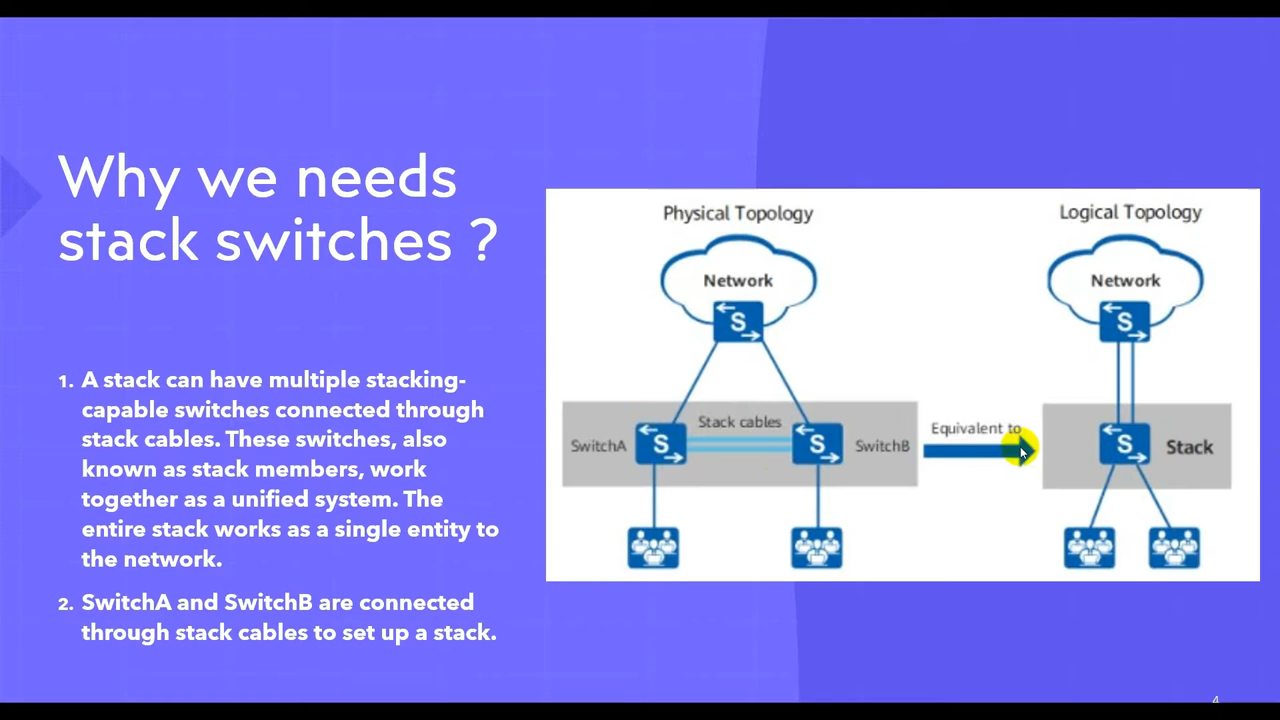 Why we needs
stack switches ?
1. A stack can have multiple stacking-
capable switches connected through
stack cables. These switches, also
known as stack members, work
together as a unified system. The
entire stack works as a single entity to
the network.
2. SwitchA and SwitchB are connected
through stack cables to set up a stack.
Physical Topology
Network
S
Stack cables
SwitchA
S
S
SwitchB
Equivalent to
Logical Topology
Network
S
S
Stack
4